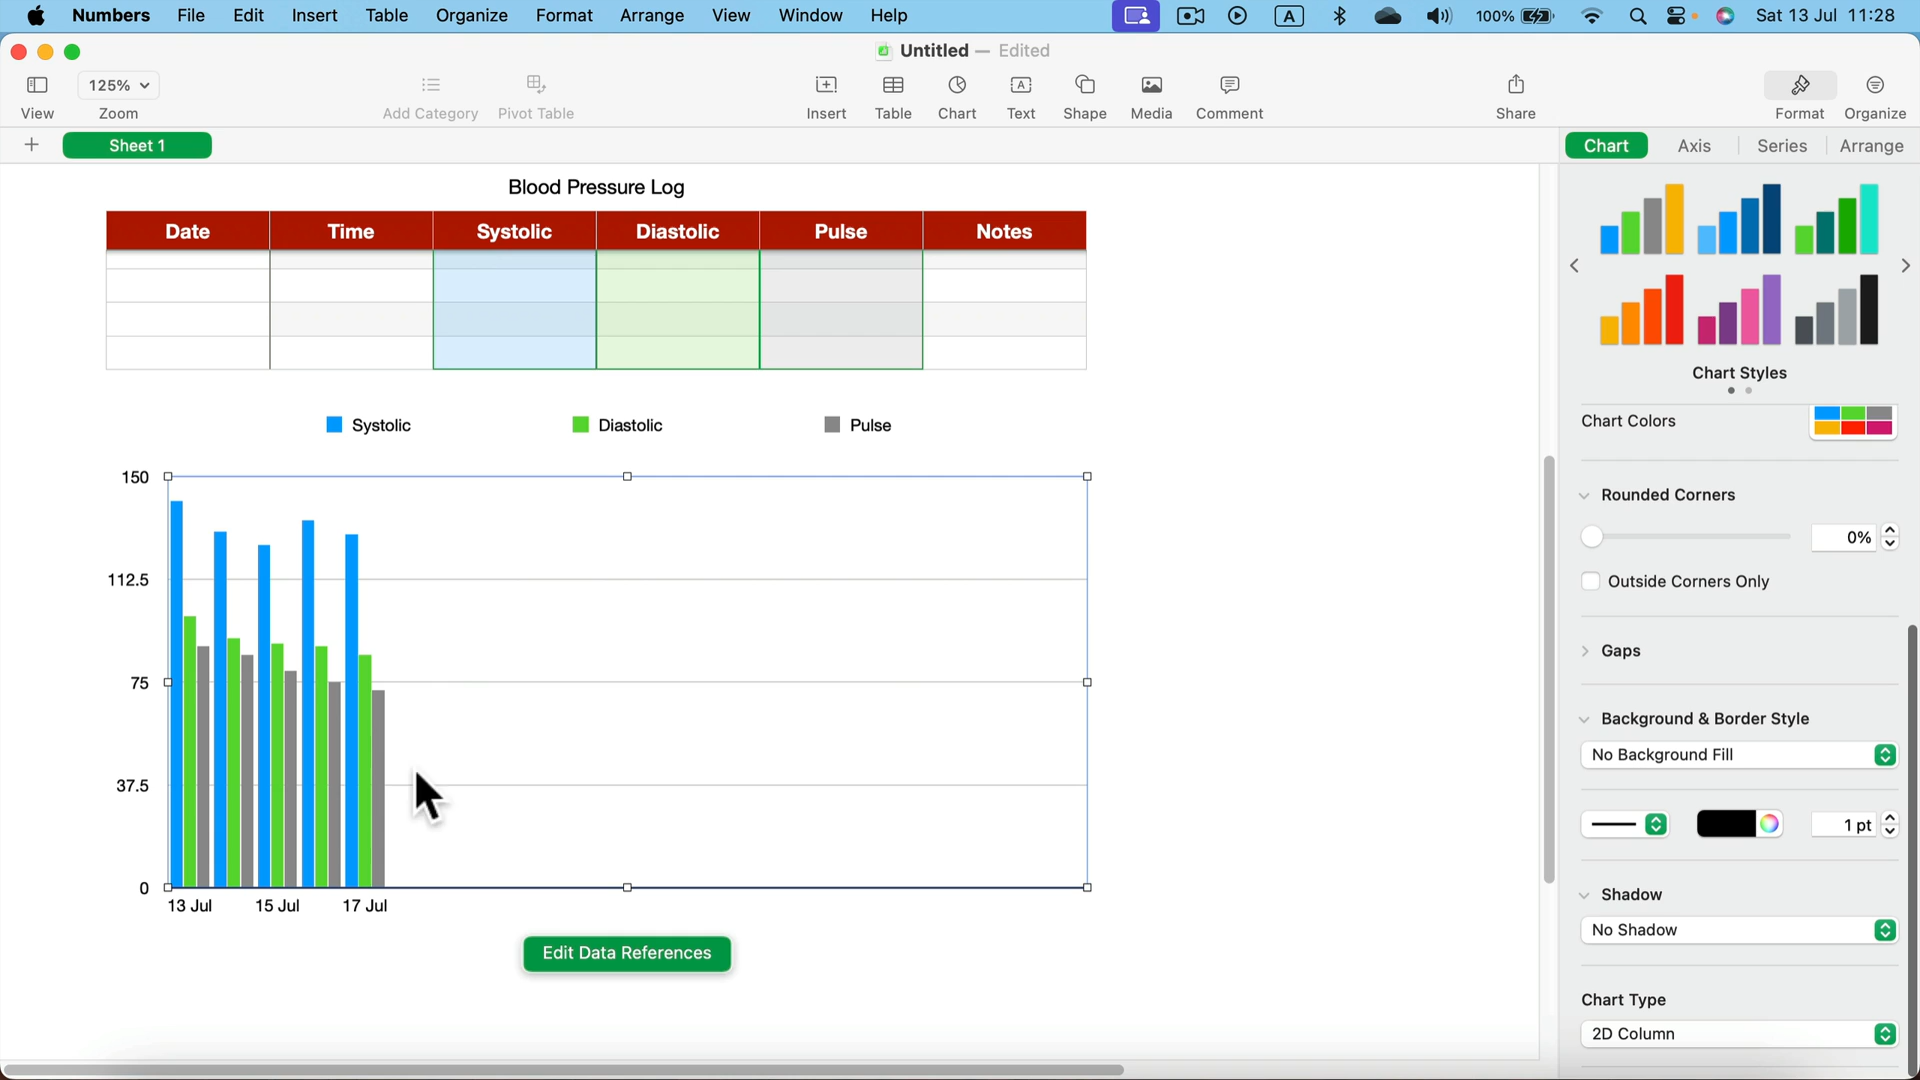 Numbers File Edit Insert Table Organize Format Arrange View Window Help A 100% Sat 13 Jul 11:28
Untitled — Edited
125%
View Zoom Add Category Pivot Table Insert Table Chart Text Shape Media Comment Share Format Organize
Sheet 1
Chart Axis Series Arrange
Blood Pressure Log
Date Time Systolic Diastolic Pulse Notes
Systolic Diastolic Pulse
150
112.5
75
37.5
0
13 Jul 15 Jul 17 Jul
Edit Data References
Chart Styles
Chart Colors
Rounded Corners
0%
Outside Corners Only
Gaps
Background & Border Style
No Background Fill
1 pt
Shadow
No Shadow
Chart Type
2D Column